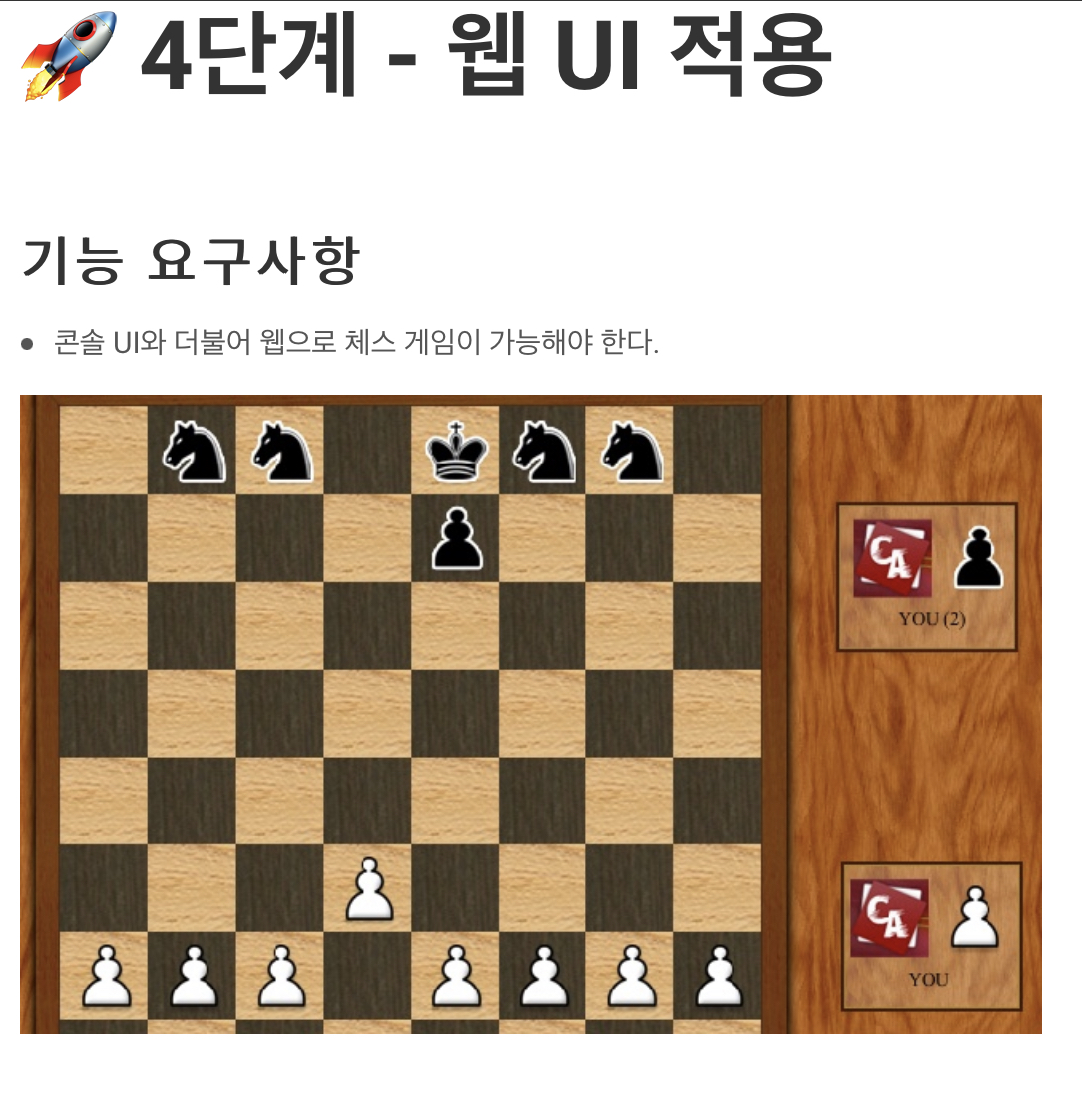 🚀 4단계 - 웹 UI 적용
기능 요구사항
● 콘솔 UI와 더불어 웹으로 체스 게임이 가능해야 한다.
CA
YOU (2)
CA
YOU